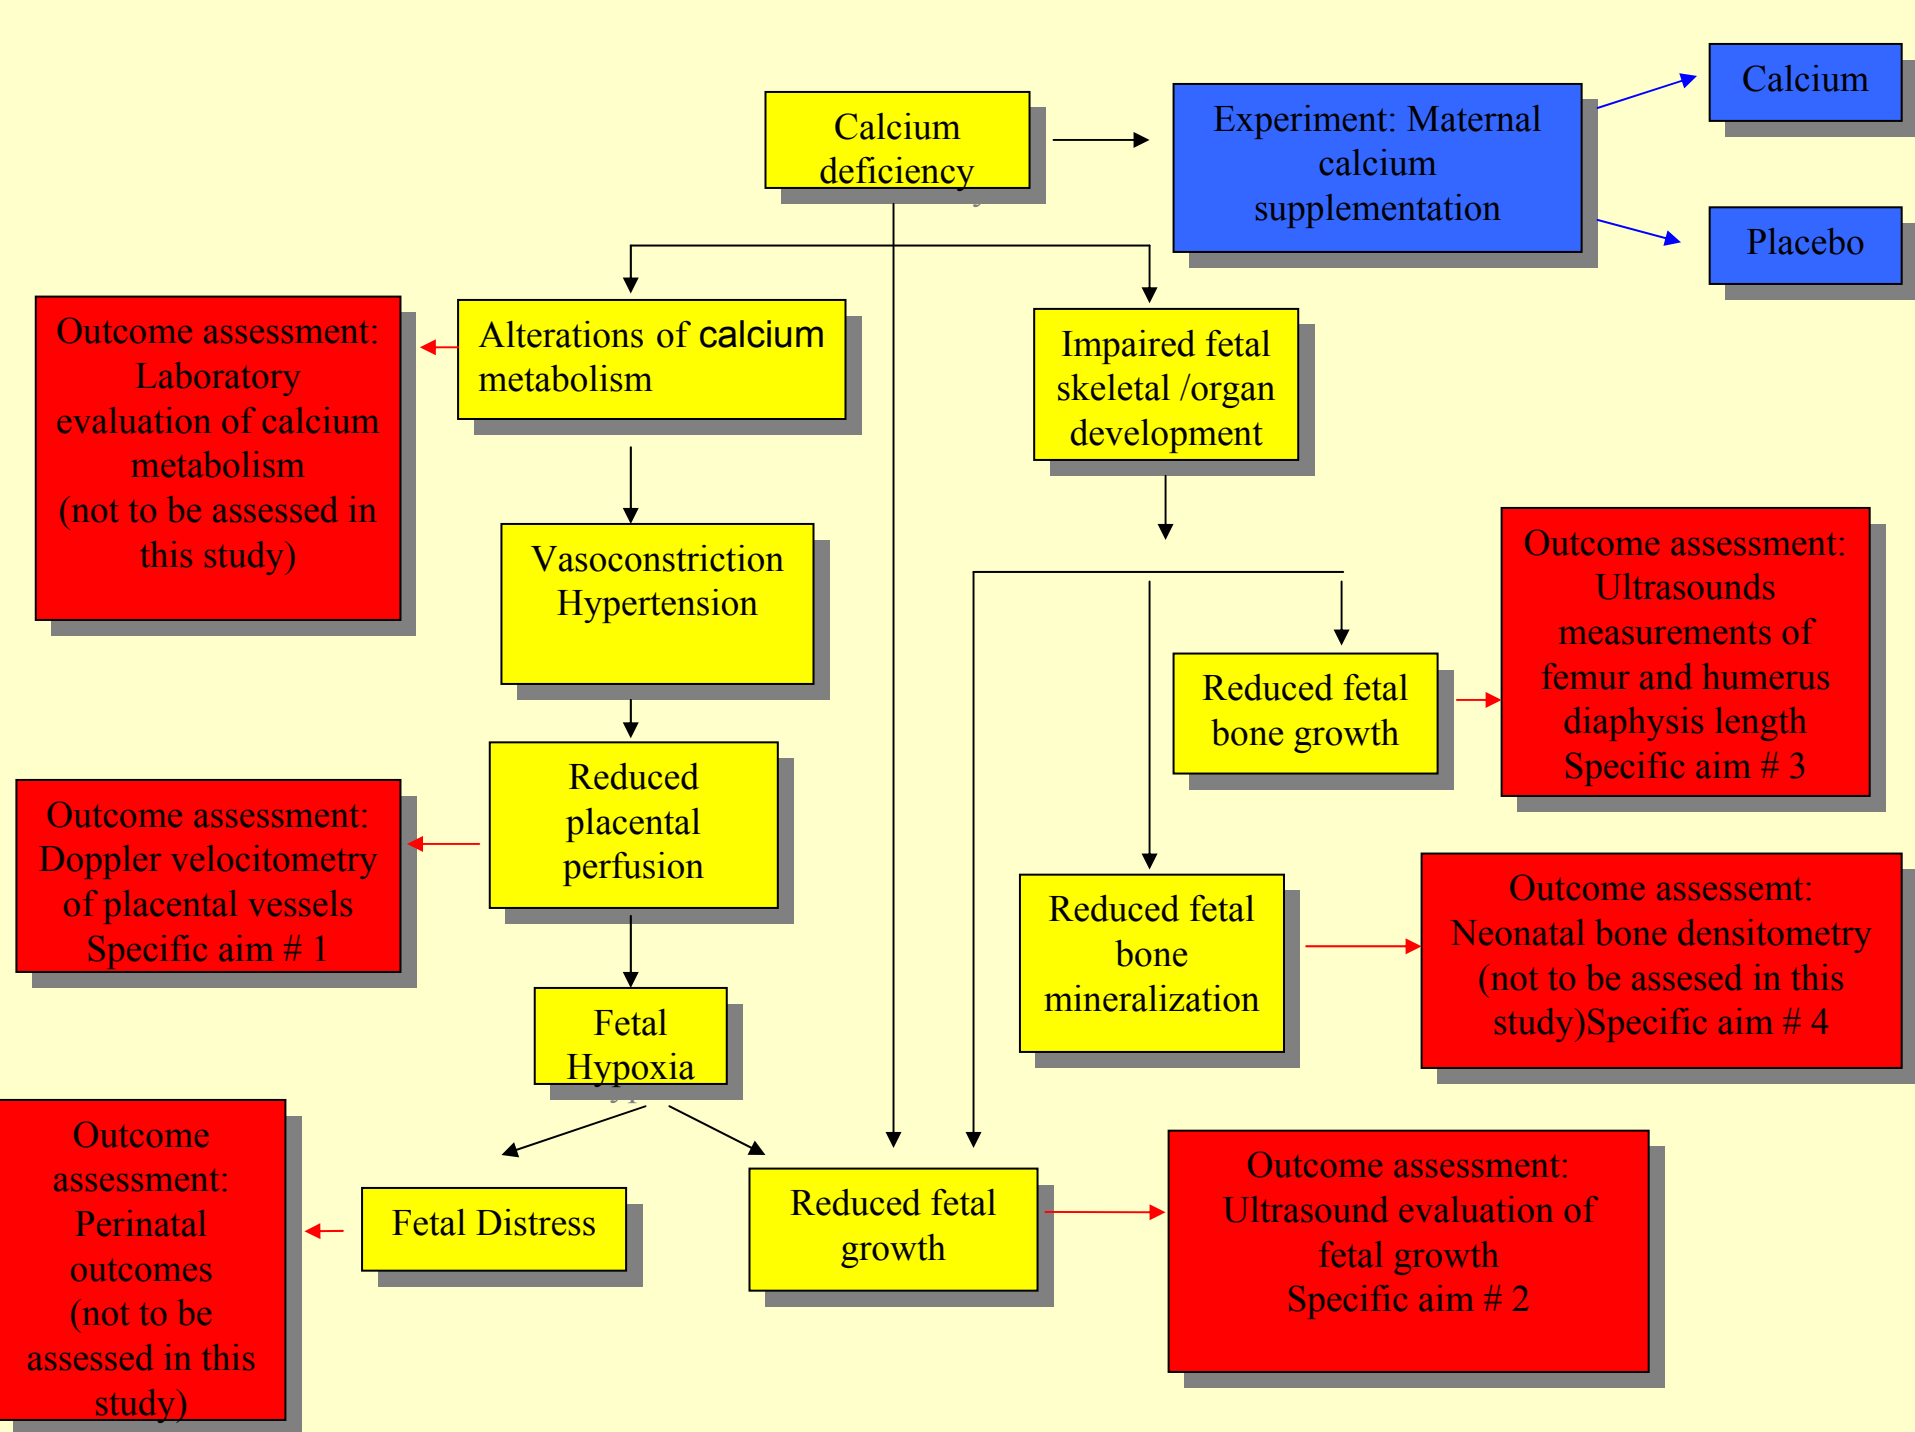 Calcium
deficiency
Experiment: Maternal
calcium
supplementation
Calcium
Placebo
Outcome assessment:
Laboratory
evaluation of calcium
metabolism
(not to be assessed in
this study)
Alterations of calcium
metabolism
Impaired fetal
skeletal /organ
development
Vasoconstriction
Hypertension
Outcome assessment:
Ultrasounds
measurements of
femur and humerus
diaphysis length
Specific aim # 3
Reduced fetal
bone growth
Reduced
placental
perfusion
Outcome assessment:
Doppler velocitometry
of placental vessels
Specific aim # 1
Reduced fetal
bone
mineralization
Outcome assessemt:
Neonatal bone densitometry
(not to be assesed in this
study)Specific aim # 4
Fetal
Hypoxia
Outcome
assessment:
Perinatal
outcomes
(not to be
assessed in this
study)
Fetal Distress
Reduced fetal
growth
Outcome assessment:
Ultrasound evaluation of
fetal growth
Specific aim # 2